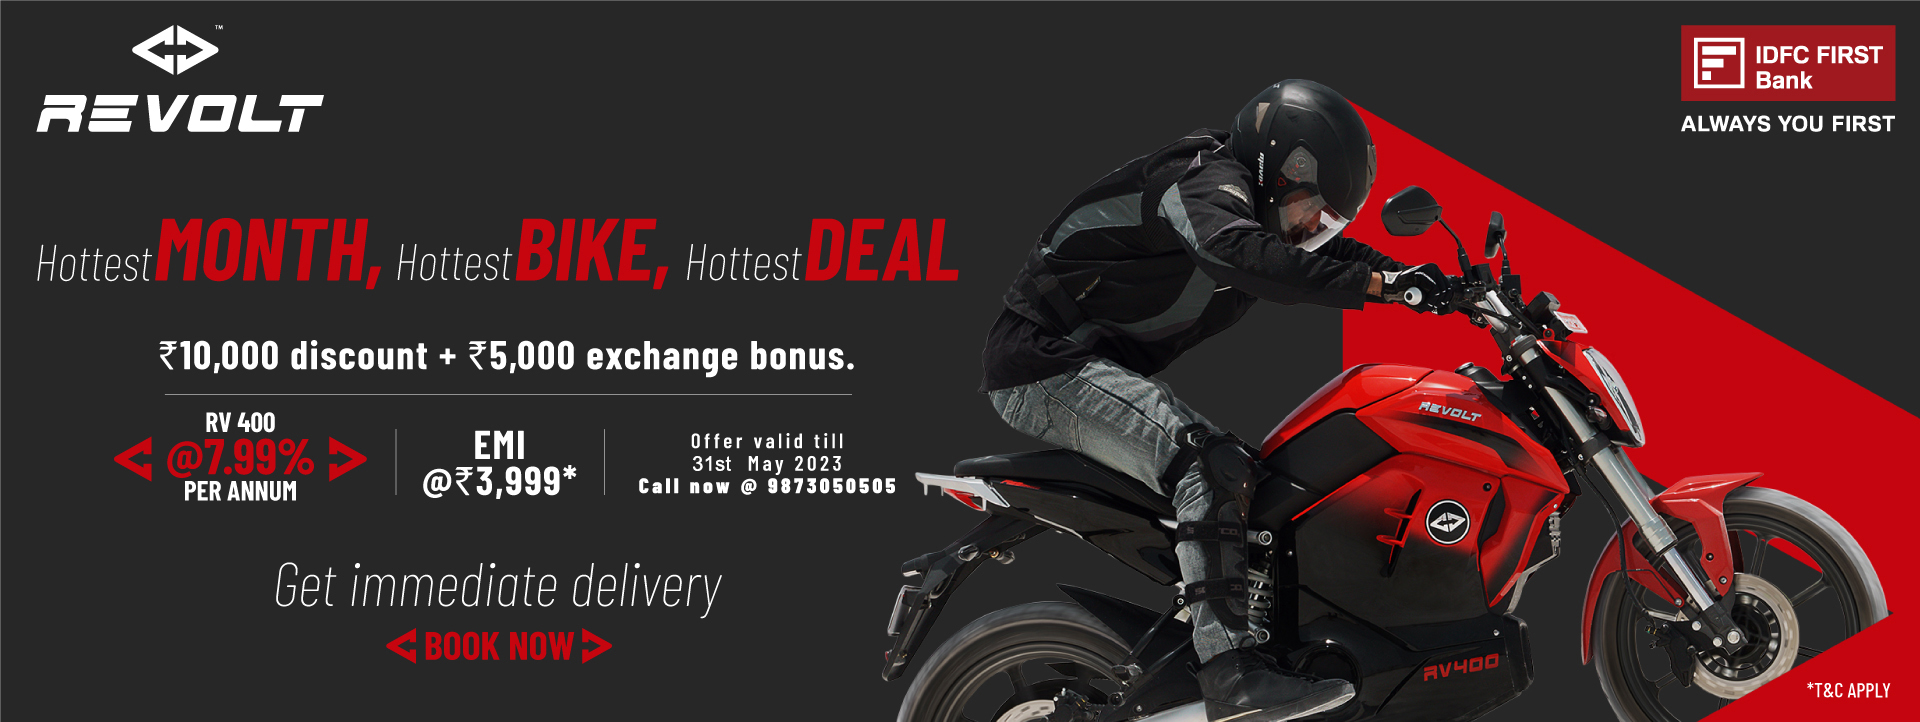 REVOLT
™
IDFC FIRST
Bank
ALWAYS YOU FIRST
Hottest MONTH, Hottest BIKE, Hottest DEAL
₹10,000 discount + ₹5,000 exchange bonus.
RV 400
@7.99%
PER ANNUM
EMI
@₹3,999*
Offer valid till
31st May 2023
Call now @ 9873050505
Get immediate delivery
BOOK NOW
REVOLT
RV400
*T&C APPLY